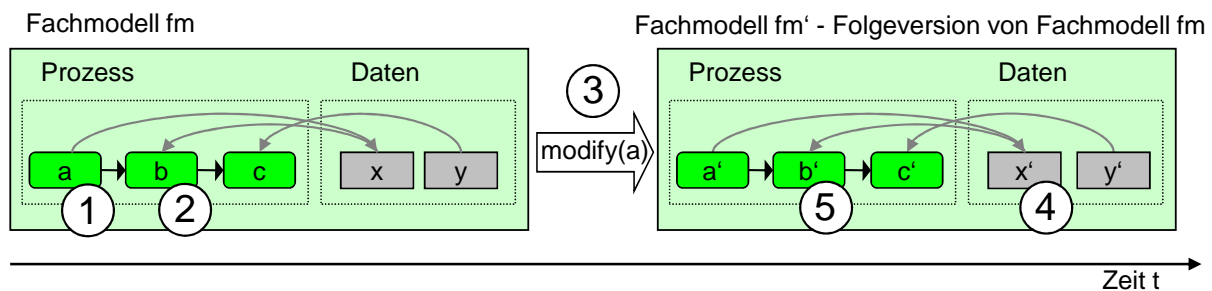 Fachmodell fm
Fachmodell fm‘ - Folgeversion von Fachmodell fm
Prozess Daten
3
Prozess Daten
modify(a)
a b c x y
a‘ b‘ c‘ x‘ y‘
1 2
5 4
Zeit t